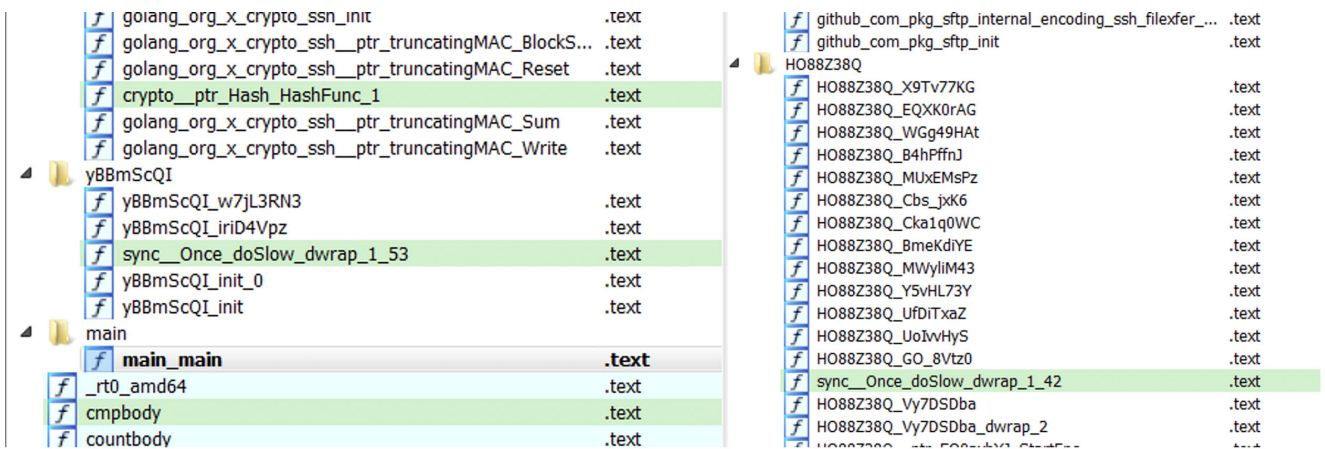 golang_org_x_crypto_ssh_init .text
golang_org_x_crypto_ssh__ptr_truncatingMAC_BlockS... .text
golang_org_x_crypto_ssh__ptr_truncatingMAC_Reset .text
crypto__ptr_Hash_HashFunc_1 .text
golang_org_x_crypto_ssh__ptr_truncatingMAC_Sum .text
golang_org_x_crypto_ssh__ptr_truncatingMAC_Write .text
yBBmScQI
yBBmScQI_w7jL3RN3 .text
yBBmScQI_iriD4Vpz .text
sync__Once_doSlow_dwrap_1_53 .text
yBBmScQI_init_0 .text
yBBmScQI_init .text
main
main_main .text
_rt0_amd64 .text
cmpbody .text
countbody .text
github_com_pkg_sftp_internal_encoding_ssh_filexfer_... .text
github_com_pkg_sftp_init .text
HO88Z38Q
HO88Z38Q_X9Tv77KG .text
HO88Z38Q_EQXK0rAG .text
HO88Z38Q_WGg49HAt .text
HO88Z38Q_B4hPffnJ .text
HO88Z38Q_MUxEMsPz .text
HO88Z38Q_Cbs_jxK6 .text
HO88Z38Q_Cka1q0WC .text
HO88Z38Q_BmeKdiYE .text
HO88Z38Q_MWyliM43 .text
HO88Z38Q_Y5vHL73Y .text
HO88Z38Q_UfDiTxaZ .text
HO88Z38Q_UoIvvHyS .text
HO88Z38Q_GO_8Vtz0 .text
sync__Once_doSlow_dwrap_1_42 .text
HO88Z38Q_Vy7DSDba .text
HO88Z38Q_Vy7DSDba_dwrap_2 .text